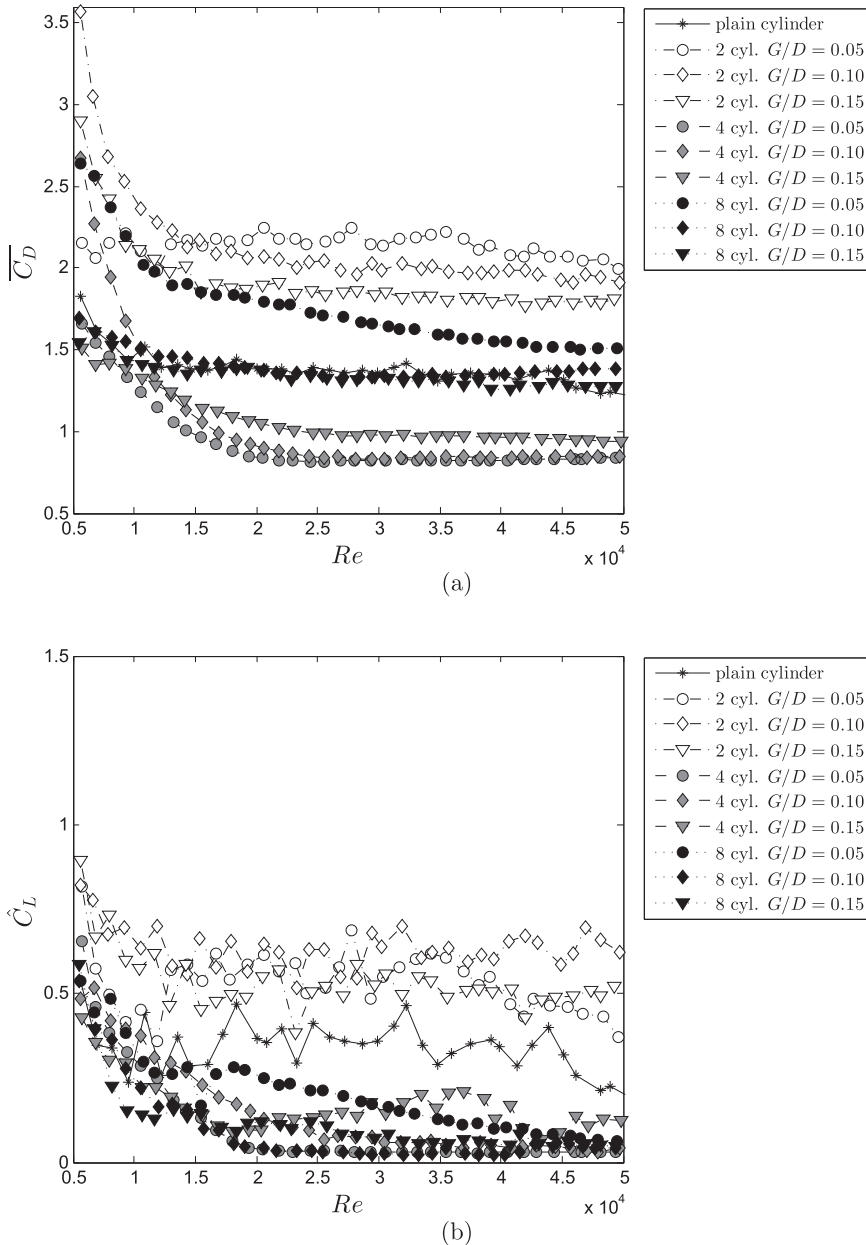 3.5
3
2.5
2
1.5
1
0.5
C_D
0.5 1 1.5 2 2.5 3 3.5 4 4.5 5
Re
x 10^4
plain cylinder
2 cyl. G/D = 0.05
2 cyl. G/D = 0.10
2 cyl. G/D = 0.15
4 cyl. G/D = 0.05
4 cyl. G/D = 0.10
4 cyl. G/D = 0.15
8 cyl. G/D = 0.05
8 cyl. G/D = 0.10
8 cyl. G/D = 0.15
(a)
1.5
1
0.5
0
Ĉ_L
0.5 1 1.5 2 2.5 3 3.5 4 4.5 5
Re
x 10^4
plain cylinder
2 cyl. G/D = 0.05
2 cyl. G/D = 0.10
2 cyl. G/D = 0.15
4 cyl. G/D = 0.05
4 cyl. G/D = 0.10
4 cyl. G/D = 0.15
8 cyl. G/D = 0.05
8 cyl. G/D = 0.10
8 cyl. G/D = 0.15
(b)